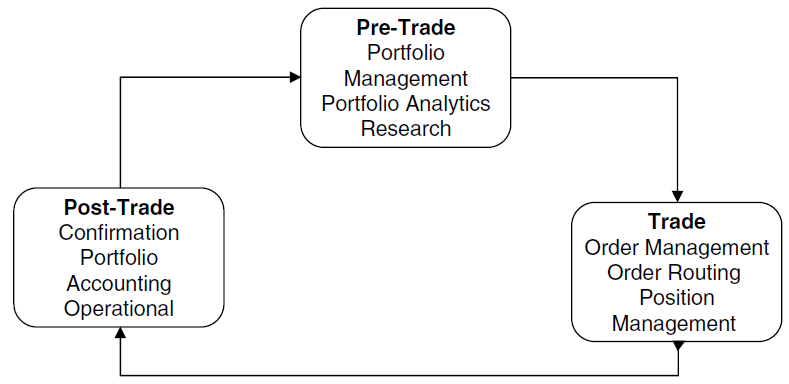 Pre-Trade
Portfolio
Management
Portfolio Analytics
Research
Post-Trade
Confirmation
Portfolio
Accounting
Operational
Trade
Order Management
Order Routing
Position
Management